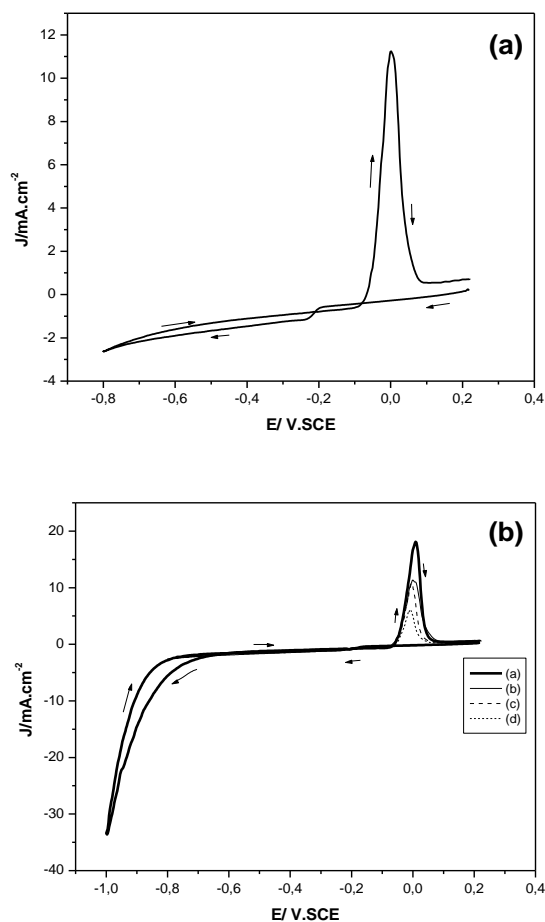 (a)
12
10
8
6
4
2
0
-2
-4
J/mA.cm-2
-0,8 -0,6 -0,4 -0,2 0,0 0,2 0,4
E/ V.SCE
(b)
20
10
0
-10
-20
-30
-40
J/mA.cm-2
(a)
(b)
(c)
(d)
-1,0 -0,8 -0,6 -0,4 -0,2 0,0 0,2 0,4
E/ V.SCE